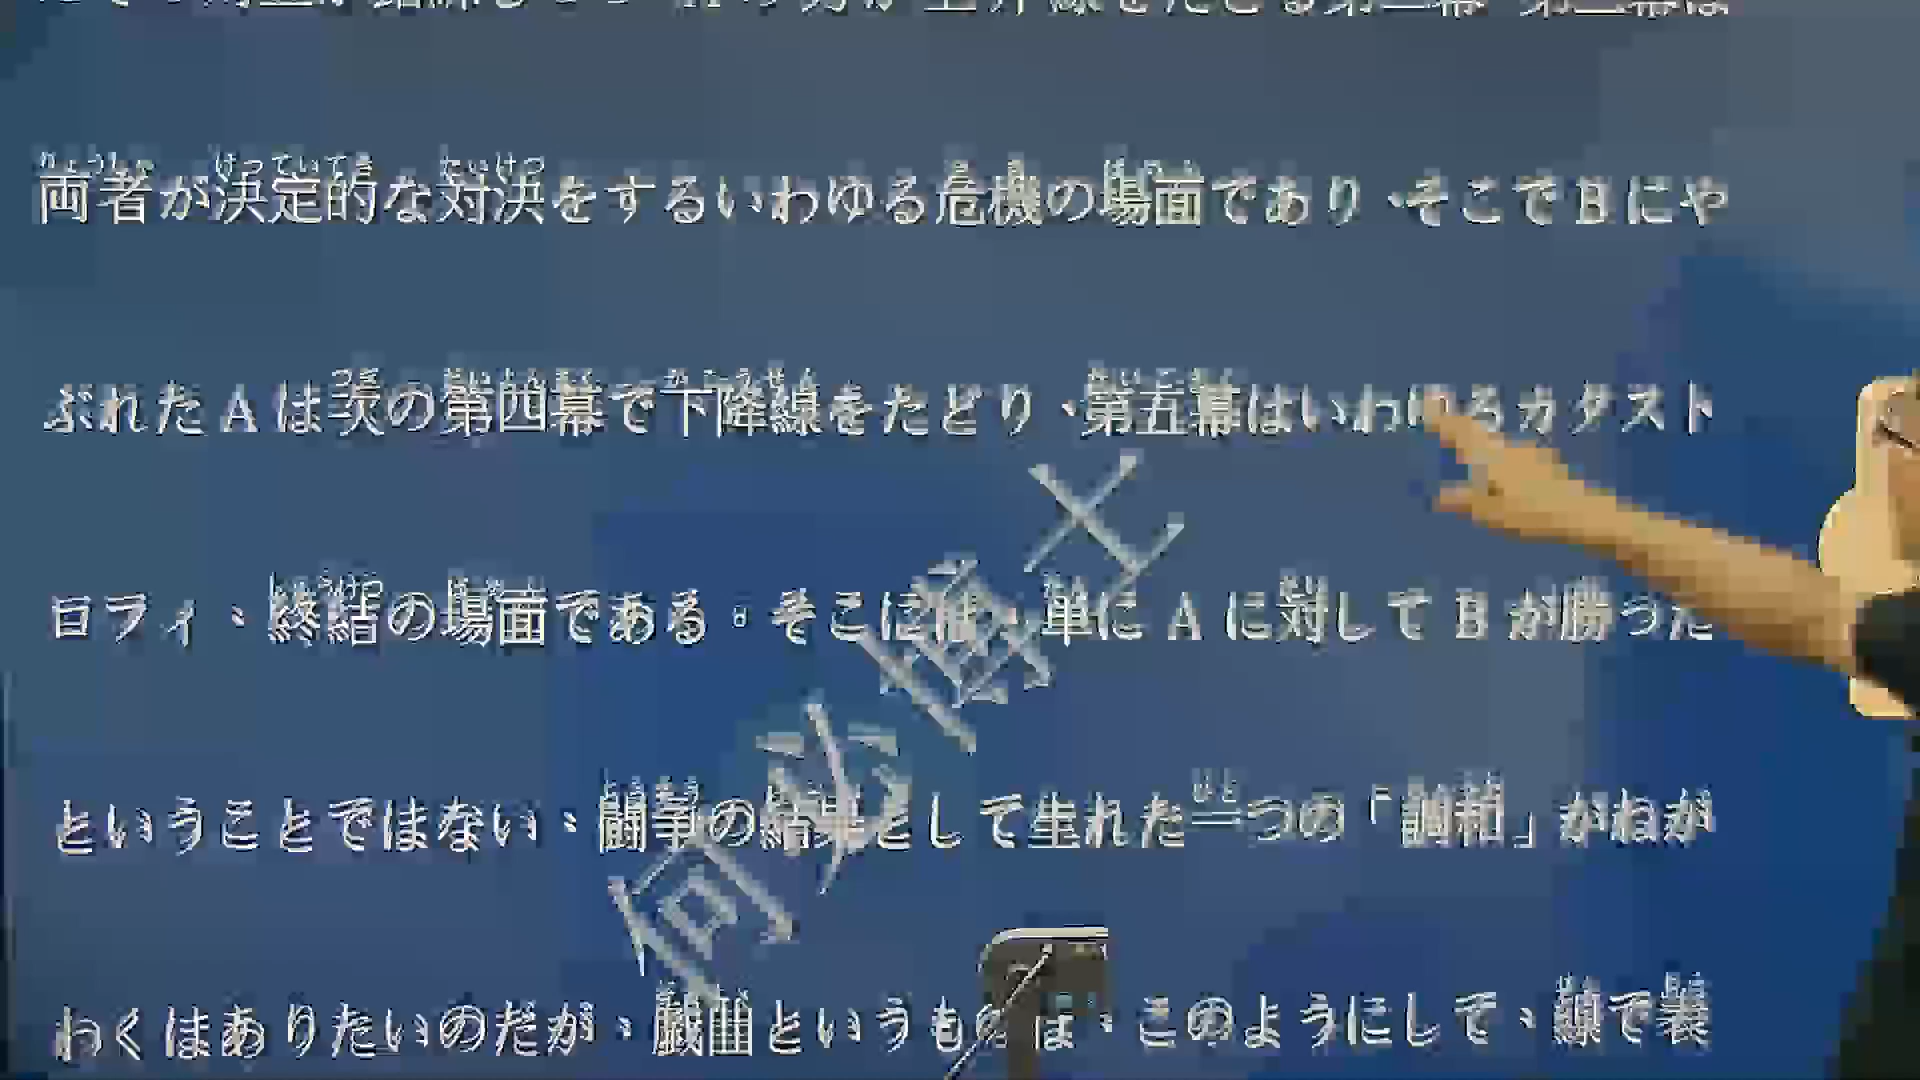 両者が決定的な対決をするいわゆる危機の場面であり、そこでBにや
ぶれたAは次の第四幕で下降線をたどり、第五幕はいわゆるカタスト
ロフィ、終結の場面である。そこには、単にAに対してBが勝った
ということではない、闘争の結果として生れた一つの「調和」がねが
わくはありたいのだが、戯曲というものは、このようにして、線で裝
何必博士